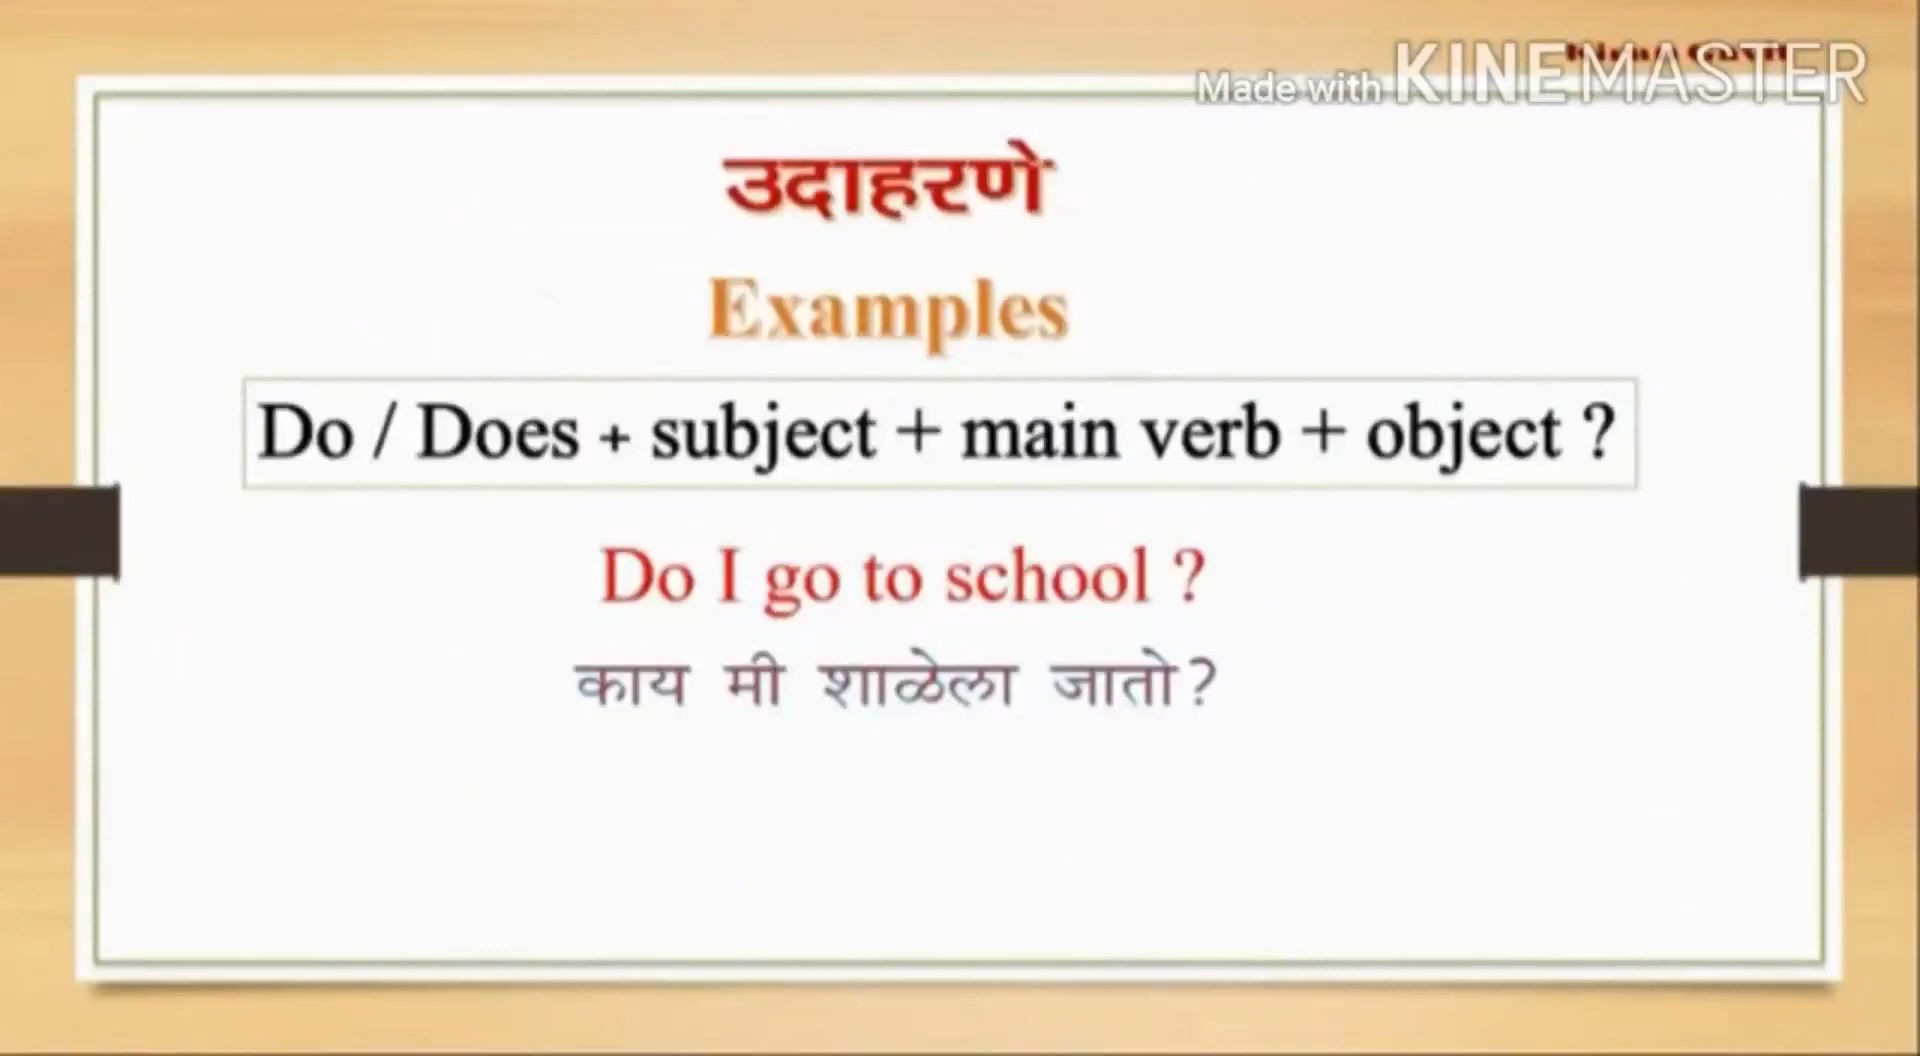 Made with KINEMASTER
उदाहरणे
Examples
Do / Does + subject + main verb + object ?
Do I go to school ?
काय मी शाळेला जातो?